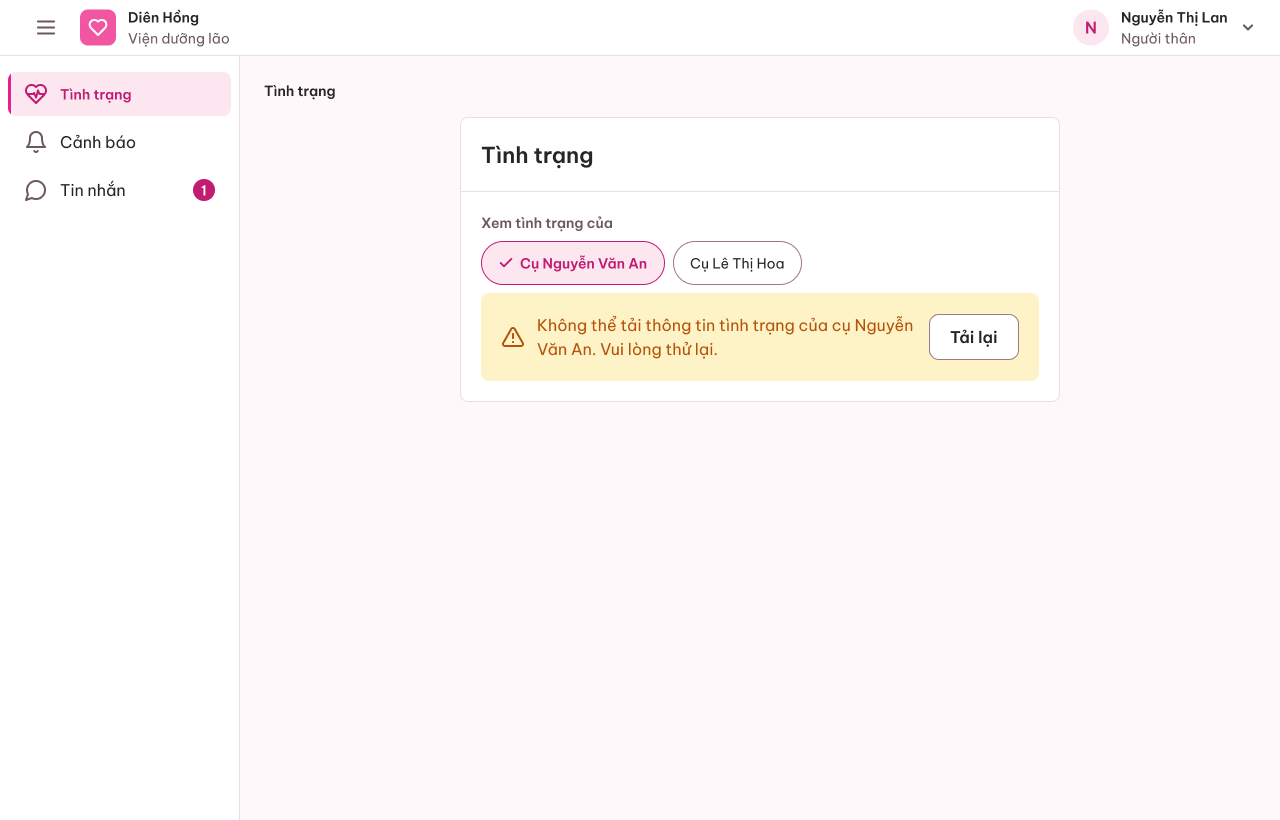 Diên Hồng
Viện dưỡng lão
N
Nguyễn Thị Lan
Người thân
Tình trạng
Cảnh báo
Tin nhắn
1
Tình trạng
Tình trạng
Xem tình trạng của
Cụ Nguyễn Văn An
Cụ Lê Thị Hoa
Không thể tải thông tin tình trạng của cụ Nguyễn
Văn An. Vui lòng thử lại.
Tải lại